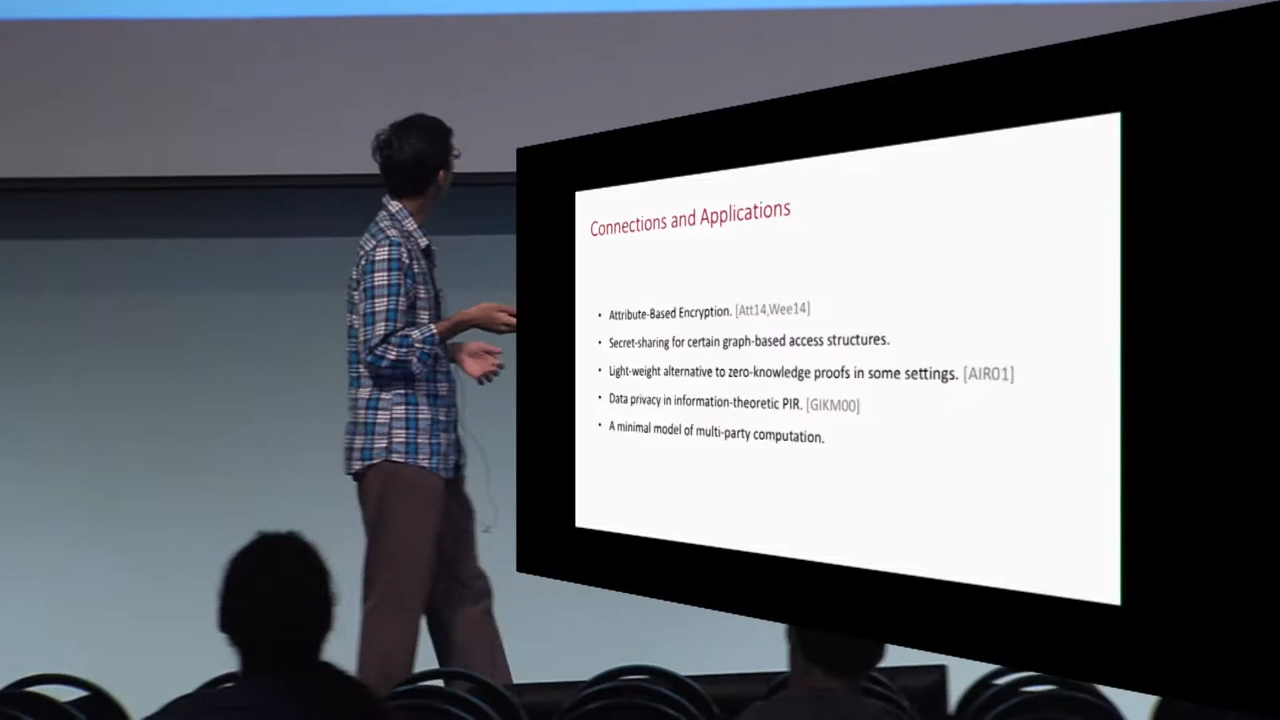 Connections and Applications
• Attribute-Based Encryption. [Att14,Wee14]
• Secret-sharing for certain graph-based access structures.
• Light-weight alternative to zero-knowledge proofs in some settings. [AIR01]
• Data privacy in information-theoretic PIR. [GIKM00]
• A minimal model of multi-party computation.